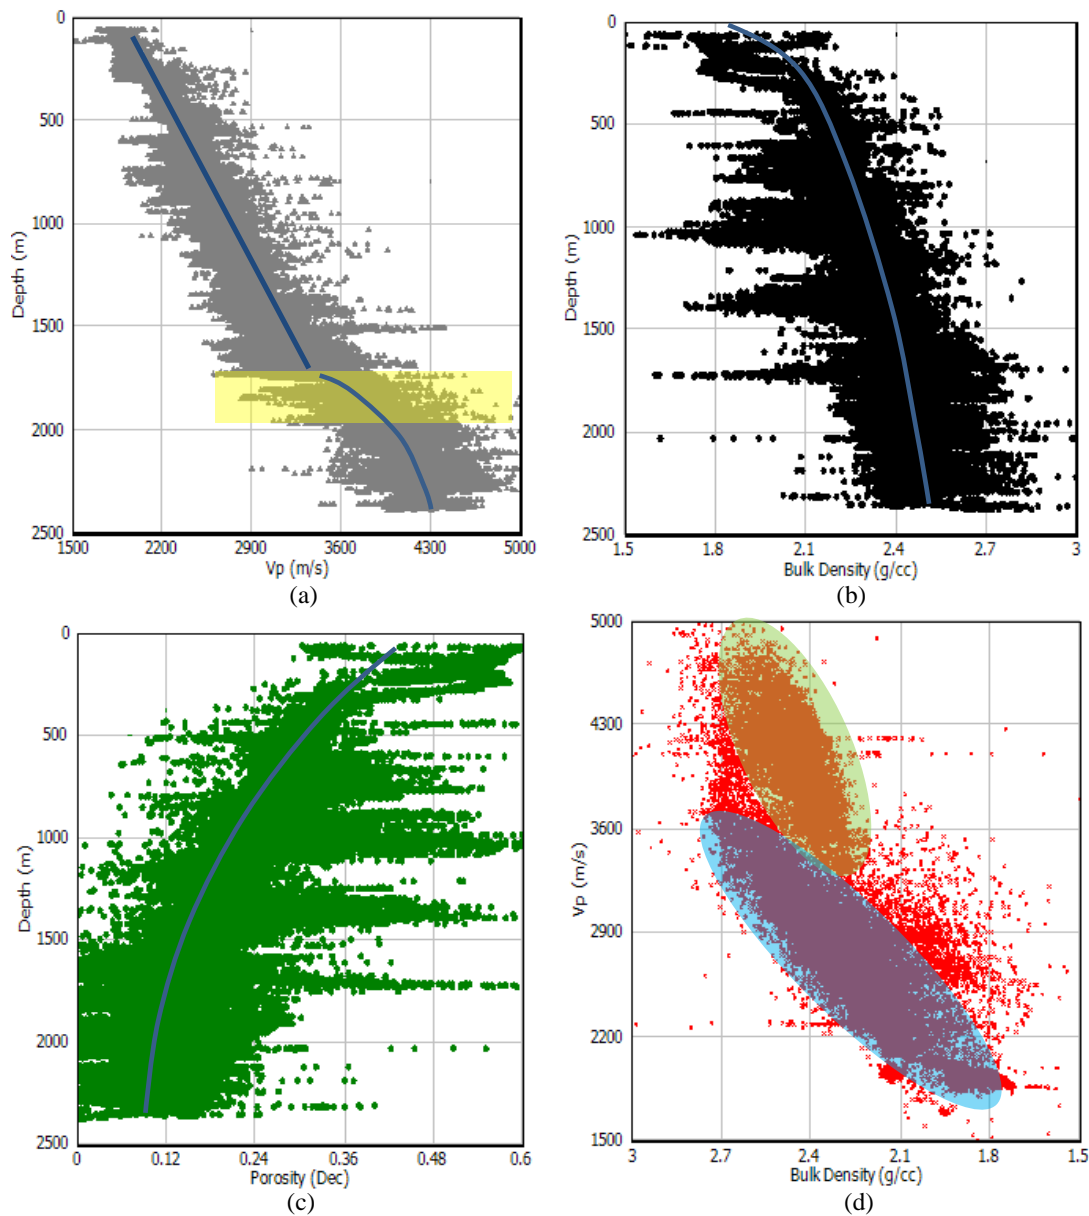 0
500
1000
1500
2000
2500
Depth (m)
1500 2200 2900 3600 4300 5000
Vp (m/s)
(a)
0
500
1000
1500
2000
2500
Depth (m)
1.5 1.8 2.1 2.4 2.7 3
Bulk Density (g/cc)
(b)
0
500
1000
1500
2000
2500
Depth (m)
0 0.12 0.24 0.36 0.48 0.6
Porosity (Dec)
(c)
5000
4300
3600
2900
2200
1500
Vp (m/s)
3 2.7 2.4 2.1 1.8 1.5
Bulk Density (g/cc)
(d)